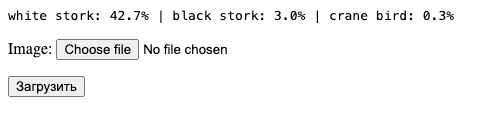 white stork: 42.7% | black stork: 3.0% | crane bird: 0.3%
Image: Choose file No file chosen
Загрузить